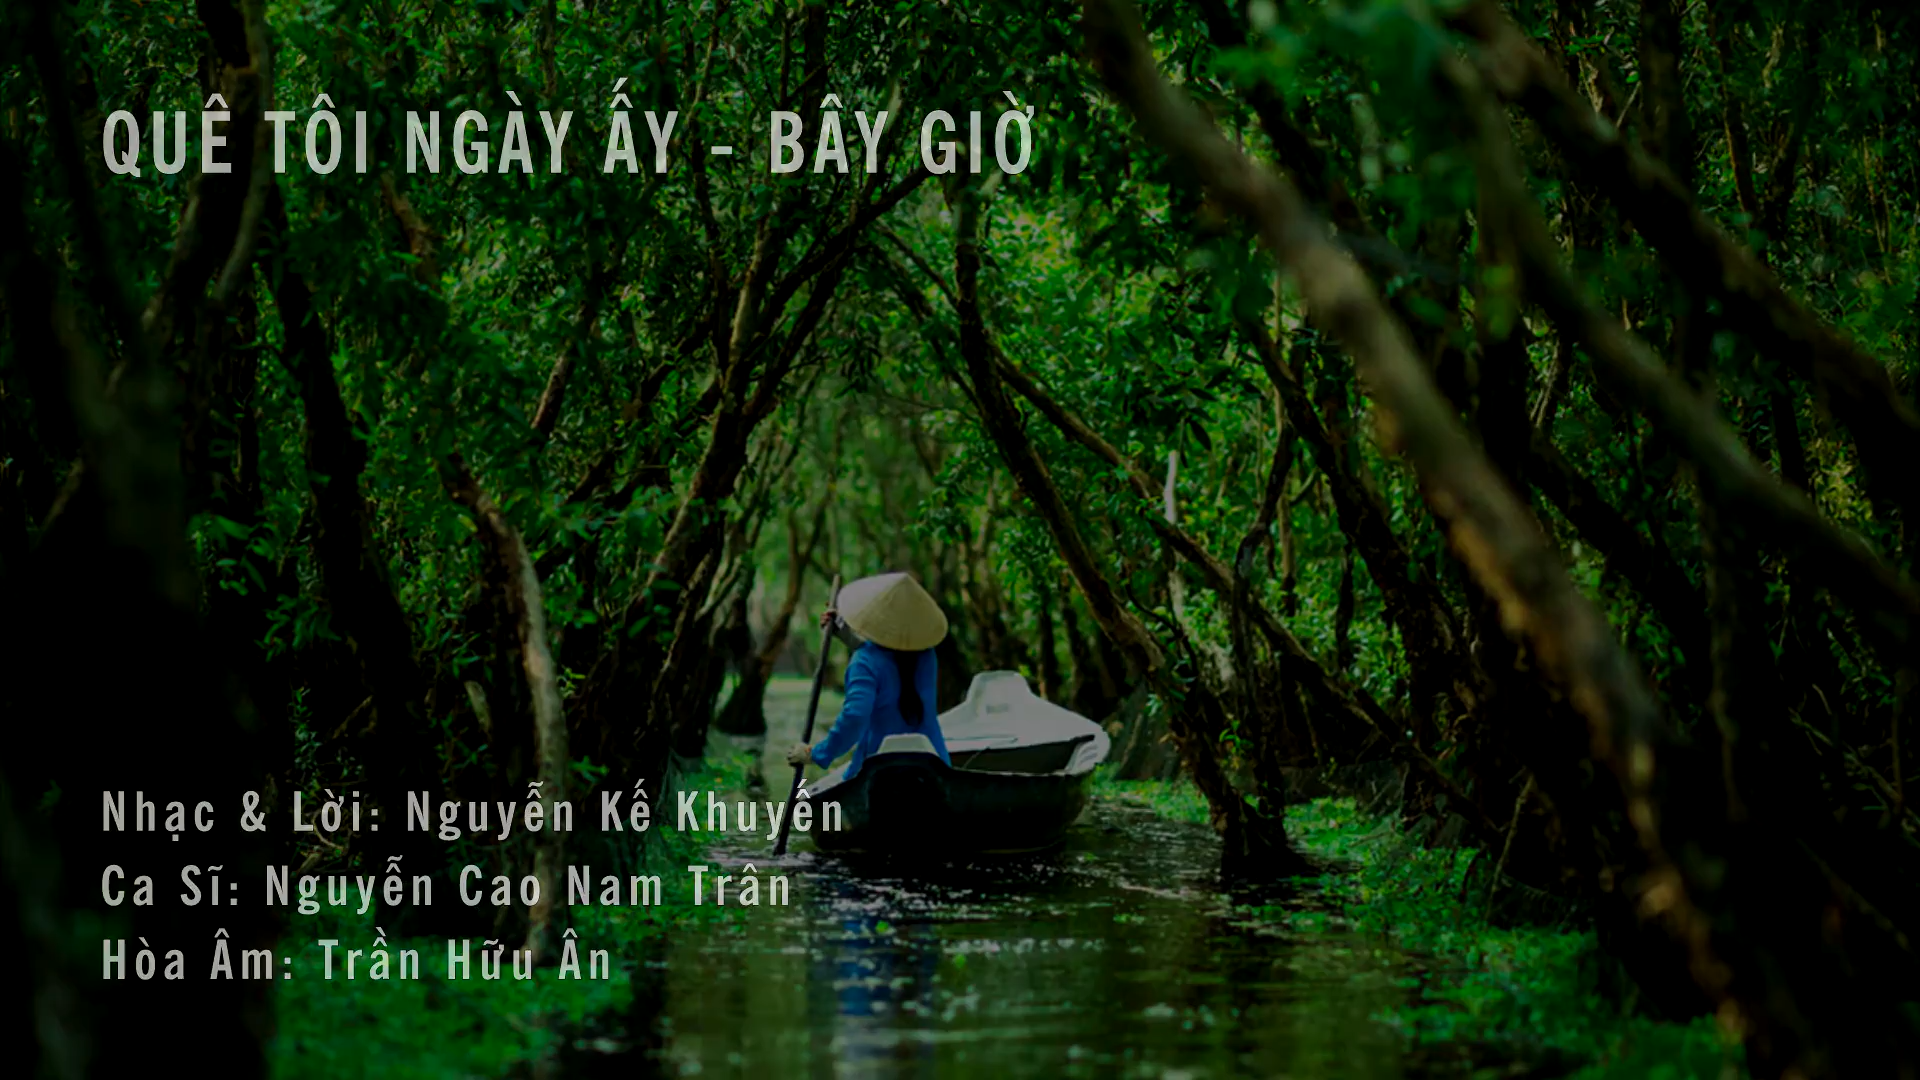 QUÊ TÔI NGÀY ẤY - BÂY GIỜ
Nhạc & Lời: Nguyễn Kế Khuyến
Ca Sĩ: Nguyễn Cao Nam Trân
Hòa Âm: Trần Hữu Ân